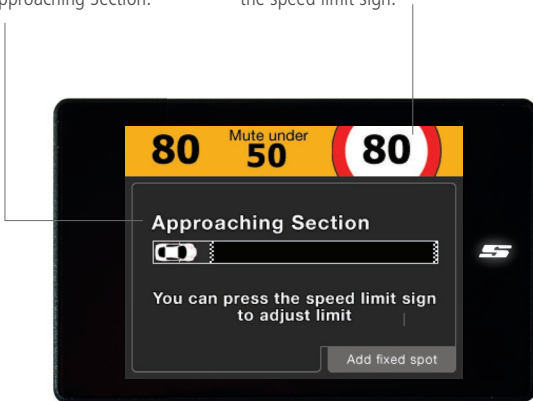 pproaching Section.
the speed limit sign.
80
Mute under
50
80
Approaching Section
You can press the speed limit sign
to adjust limit
Add fixed spot